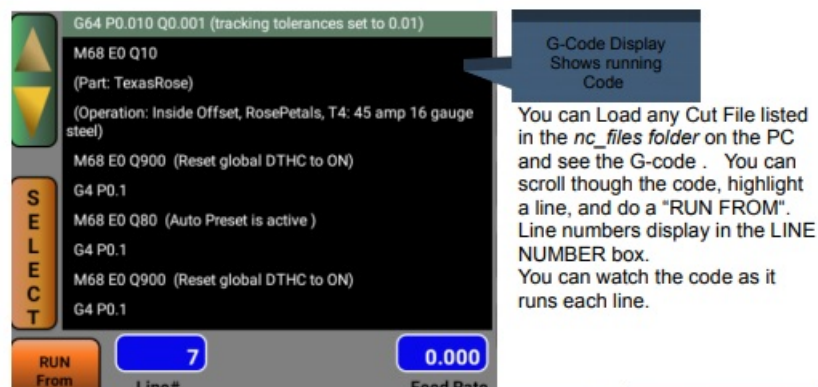 G64 P0.010 Q0.001 (tracking tolerances set to 0.01)
M68 E0 Q10
(Part: TexasRose)
(Operation: Inside Offset, RosePetals, T4: 45 amp 16 gauge
steel)
M68 E0 Q900 (Reset global DTHC to ON)
G4 P0.1
M68 E0 Q80 (Auto Preset is active )
G4 P0.1
M68 E0 Q900 (Reset global DTHC to ON)
G4 P0.1
SELECT
RUN
From
7
Line#
0.000
Feed Rate
G-Code Display
Shows running
Code
You can Load any Cut File listed
in the nc_files folder on the PC
and see the G-code . You can
scroll though the code, highlight
a line, and do a “RUN FROM“.
Line numbers display in the LINE
NUMBER box.
You can watch the code as it
runs each line.